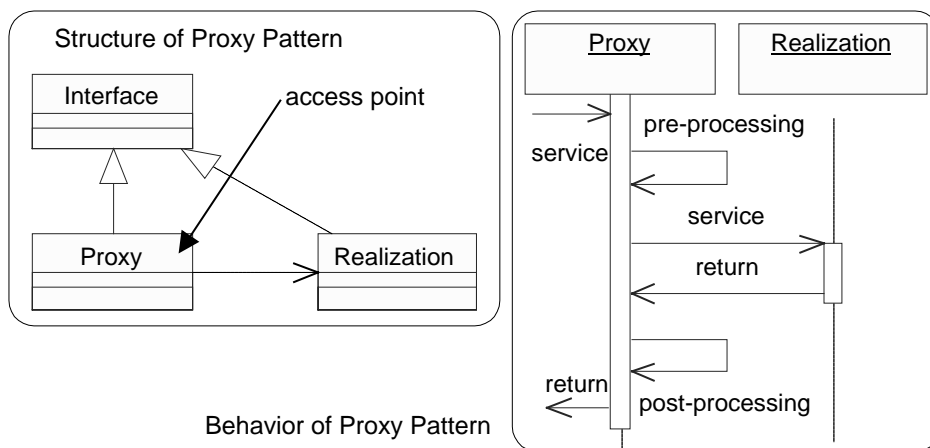 Structure of Proxy Pattern
Interface
access point
Proxy
Realization
Proxy
Realization
pre-processing
service
service
return
return
post-processing
Behavior of Proxy Pattern